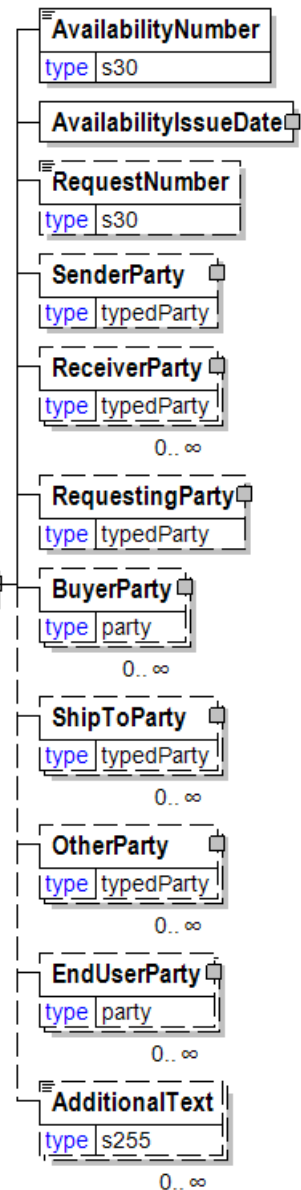 AvailabilityNumber
type s30
AvailabilityIssueDate
RequestNumber
type s30
SenderParty
type typedParty
ReceiverParty
type typedParty
0.. ∞
RequestingParty
type typedParty
BuyerParty
type party
0.. ∞
ShipToParty
type typedParty
0.. ∞
OtherParty
type typedParty
0.. ∞
EndUserParty
type party
0.. ∞
AdditionalText
type s255
0.. ∞